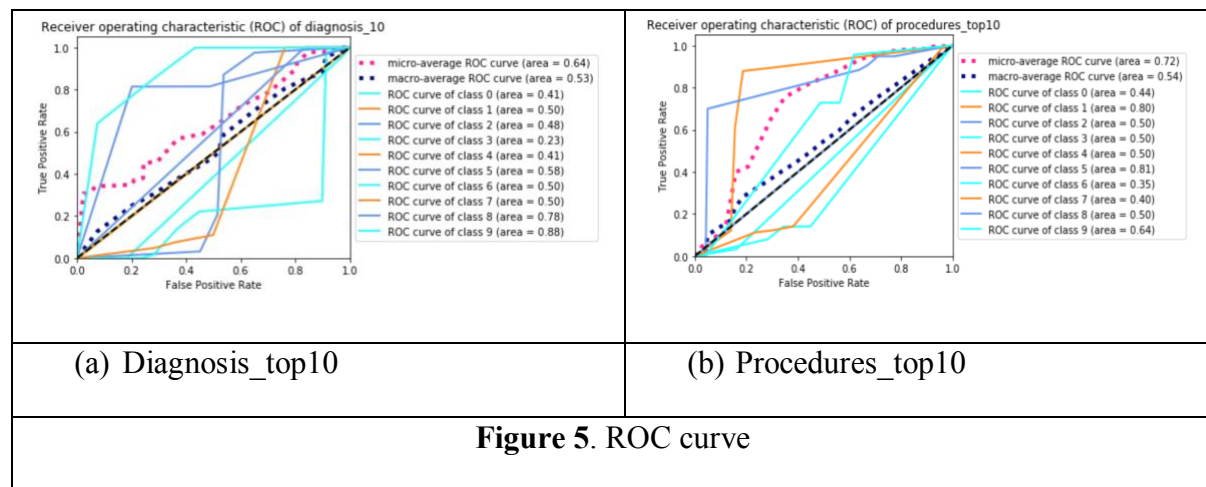 Receiver operating characteristic (ROC) of diagnosis_10
1.0
0.8
0.6
0.4
0.2
0.0
True Positive Rate
0.0 0.2 0.4 0.6 0.8 1.0
False Positive Rate
micro-average ROC curve (area = 0.64)
macro-average ROC curve (area = 0.53)
ROC curve of class 0 (area = 0.41)
ROC curve of class 1 (area = 0.50)
ROC curve of class 2 (area = 0.48)
ROC curve of class 3 (area = 0.23)
ROC curve of class 4 (area = 0.41)
ROC curve of class 5 (area = 0.58)
ROC curve of class 6 (area = 0.50)
ROC curve of class 7 (area = 0.50)
ROC curve of class 8 (area = 0.78)
ROC curve of class 9 (area = 0.88)
Receiver operating characteristic (ROC) of procedures_top10
1.0
0.8
0.6
0.4
0.2
0.0
True Positive Rate
0.0 0.2 0.4 0.6 0.8 1.0
False Positive Rate
micro-average ROC curve (area = 0.72)
macro-average ROC curve (area = 0.54)
ROC curve of class 0 (area = 0.44)
ROC curve of class 1 (area = 0.80)
ROC curve of class 2 (area = 0.50)
ROC curve of class 3 (area = 0.50)
ROC curve of class 4 (area = 0.50)
ROC curve of class 5 (area = 0.81)
ROC curve of class 6 (area = 0.35)
ROC curve of class 7 (area = 0.40)
ROC curve of class 8 (area = 0.50)
ROC curve of class 9 (area = 0.64)
(a) Diagnosis_top10
(b) Procedures_top10
Figure 5. ROC curve